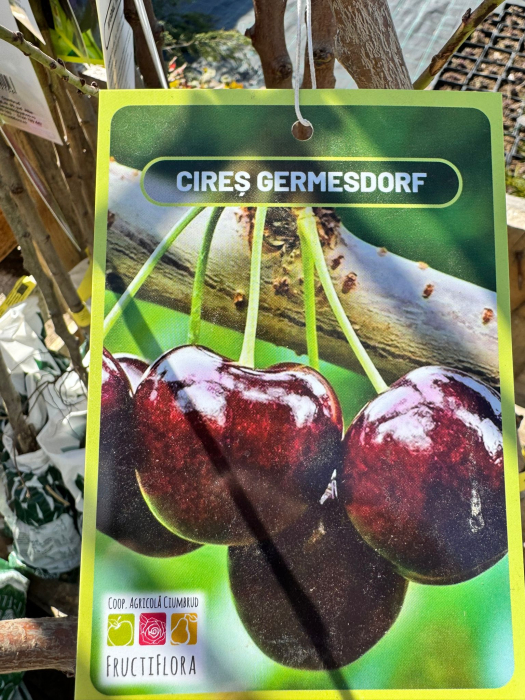 CIREȘ GERMESDORF
COOP. AGRICOLĂ CIUMBRUD
FRUCTIFLORA